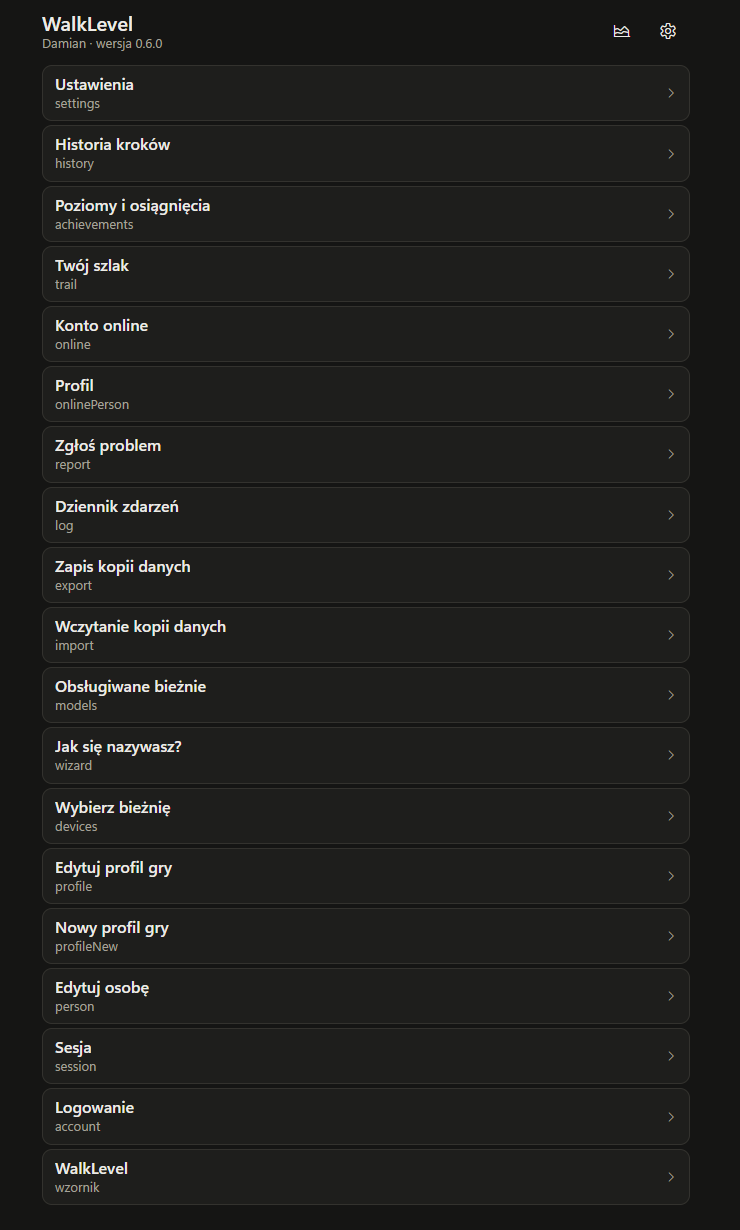 WalkLevel
Damian · wersja 0.6.0
Ustawienia
settings
Historia kroków
history
Poziomy i osiągnięcia
achievements
Twój szlak
trail
Konto online
online
Profil
onlinePerson
Zgłoś problem
report
Dziennik zdarzeń
log
Zapis kopii danych
export
Wczytanie kopii danych
import
Obsługiwane bieżnie
models
Jak się nazywasz?
wizard
Wybierz bieżnię
devices
Edytuj profil gry
profile
Nowy profil gry
profileNew
Edytuj osobę
person
Sesja
session
Logowanie
account
WalkLevel
wzornik